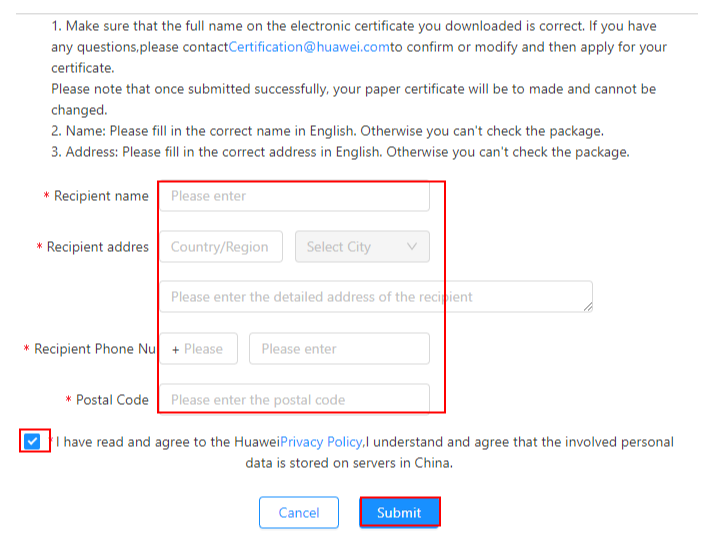 1. Make sure that the full name on the electronic certificate you downloaded is correct. If you have
any questions,please contactCertification@huawei.comto confirm or modify and then apply for your
certificate.
Please note that once submitted successfully, your paper certificate will be to made and cannot be
changed.
2. Name: Please fill in the correct name in English. Otherwise you can't check the package.
3. Address: Please fill in the correct address in English. Otherwise you can't check the package.
* Recipient name Please enter
* Recipient addres Country/Region Select City
Please enter the detailed address of the recipient
* Recipient Phone Nu + Please Please enter
* Postal Code Please enter the postal code
* I have read and agree to the HuaweiPrivacy Policy,I understand and agree that the involved personal
data is stored on servers in China.
Cancel Submit